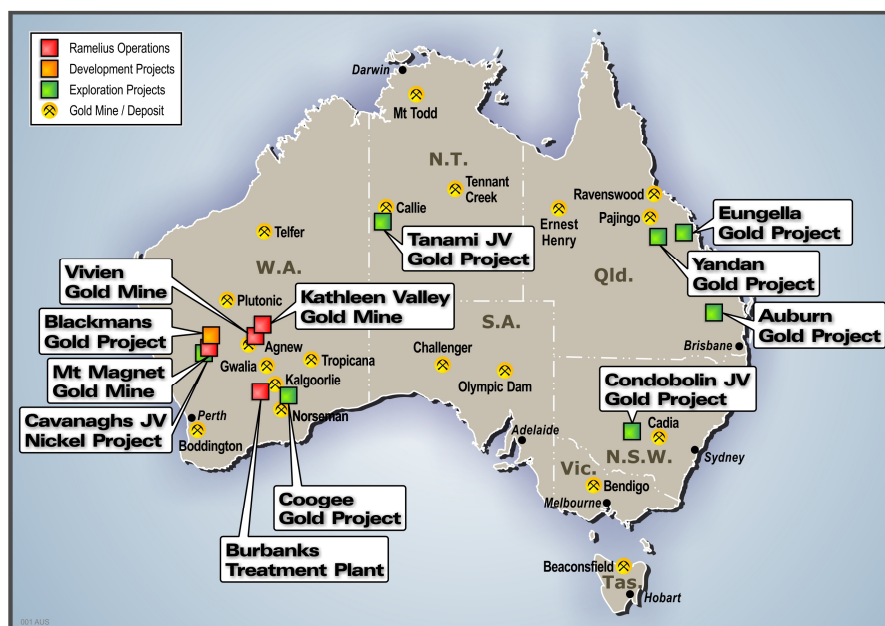 Ramelius Operations
Development Projects
Exploration Projects
Gold Mine / Deposit
Darwin
Mt Todd
N.T.
Tennant
Creek
Callie
Tanami JV
Gold Project
Ernest
Henry
Ravenswood
Pajingo
Eungella
Gold Project
Yandan
Gold Project
Qld.
Auburn
Gold Project
Brisbane
Telfer
W.A.
Vivien
Gold Mine
Plutonic
Kathleen Valley
Gold Mine
Blackmans
Gold Project
Agnew
Mt Magnet
Gold Mine
Gwalia
Tropicana
Kalgoorlie
Cavanaghs JV
Nickel Project
Perth
Boddington
Norseman
S.A.
Challenger
Olympic Dam
Condobolin JV
Gold Project
Cadia
N.S.W.
Sydney
Adelaide
Vic.
Bendigo
Melbourne
Coogee
Gold Project
Burbanks
Treatment Plant
Beaconsfield
Tas.
Hobart
001 AUS